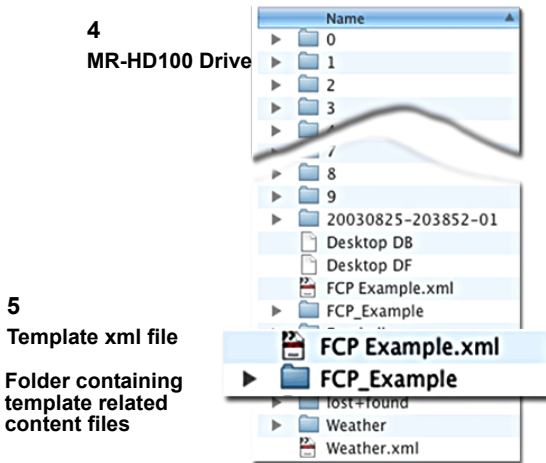 4
MR-HD100 Drive
Name
0
1
2
3
7
8
9
20030825-203852-01
Desktop DB
Desktop DF
FCP Example.xml
FCP_Example
5
Template xml file
FCP Example.xml
Folder containing
template related
content files
FCP_Example
lost+found
Weather
Weather.xml